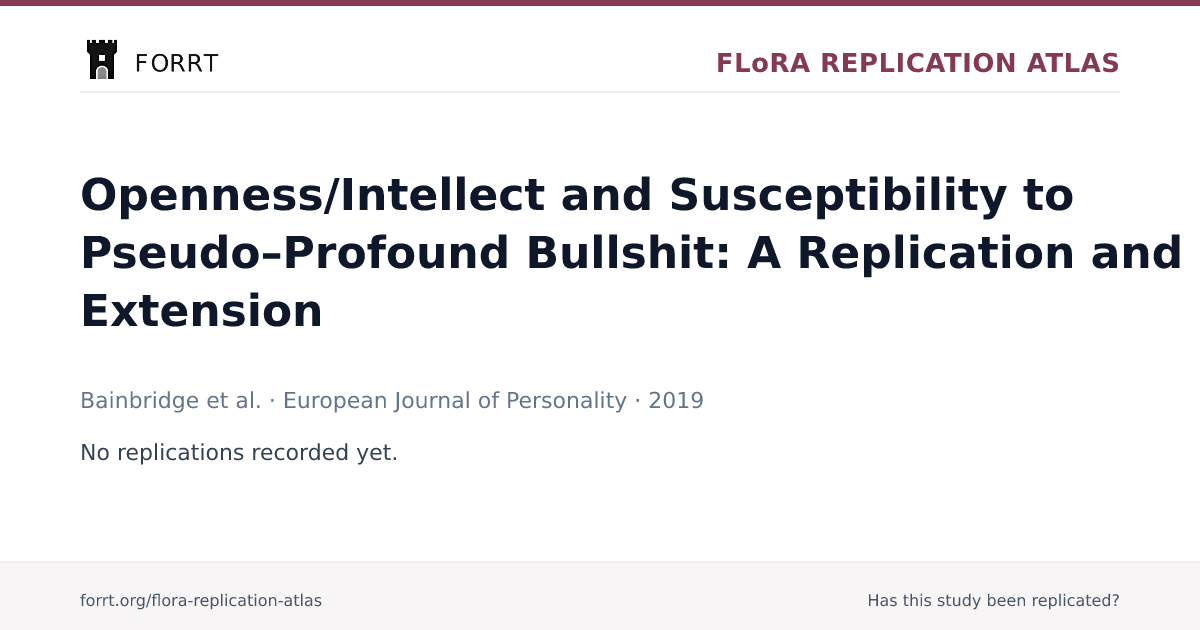 FORRT
FLoRA REPLICATION ATLAS
Openness/Intellect and Susceptibility to
Pseudo–Profound Bullshit: A Replication and
Extension
Bainbridge et al. · European Journal of Personality · 2019
No replications recorded yet.
forrt.org/flora-replication-atlas
Has this study been replicated?